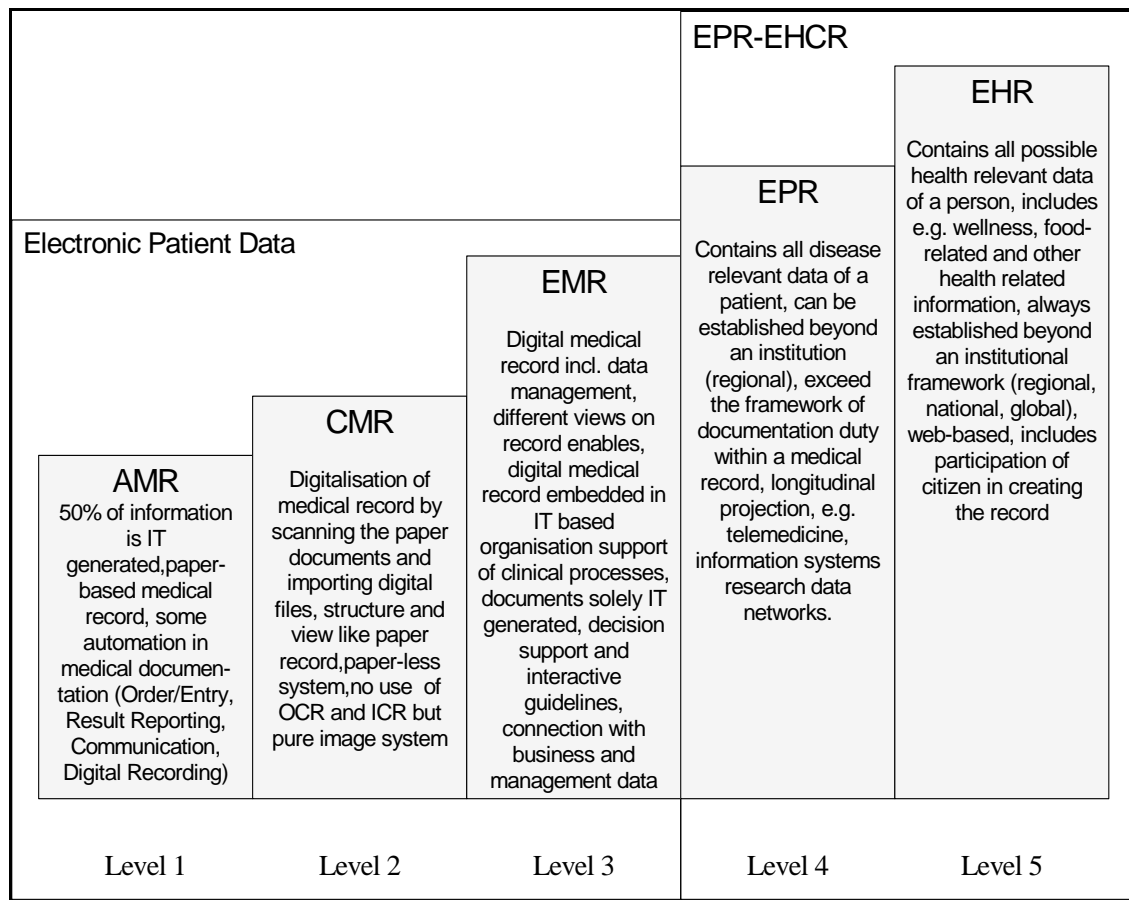 Electronic Patient Data
AMR
50% of information
is IT
generated,paper-
based medical
record, some
automation in
medical documen-
tation (Order/Entry,
Result Reporting,
Communication,
Digital Recording)
Level 1
CMR
Digitalisation of
medical record by
scanning the paper
documents and
importing digital
files, structure and
view like paper
record,paper-less
system,no use of
OCR and ICR but
pure image system
Level 2
EMR
Digital medical
record incl. data
management,
different views on
record enables,
digital medical
record embedded in
IT based
organisation support
of clinical processes,
documents solely IT
generated, decision
support and
interactive
guidelines,
connection with
business and
management data
Level 3
EPR-EHCR
EPR
Contains all disease
relevant data of a
patient, can be
established beyond
an institution
(regional), exceed
the framework of
documentation duty
within a medical
record, longitudinal
projection, e.g.
telemedicine,
information systems
research data
networks.
Level 4
EHR
Contains all possible
health relevant data
of a person, includes
e.g. wellness, food-
related and other
health related
information, always
established beyond
an institutional
framework (regional,
national, global),
web-based, includes
participation of
citizen in creating
the record
Level 5